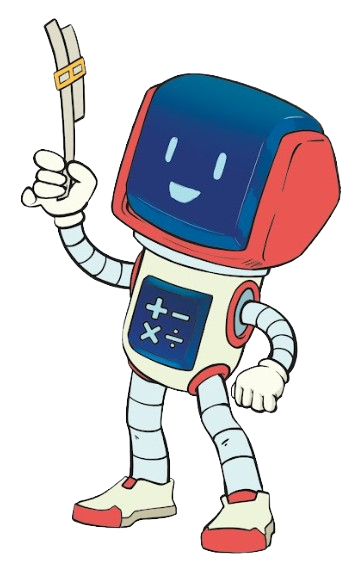 + −
× ÷